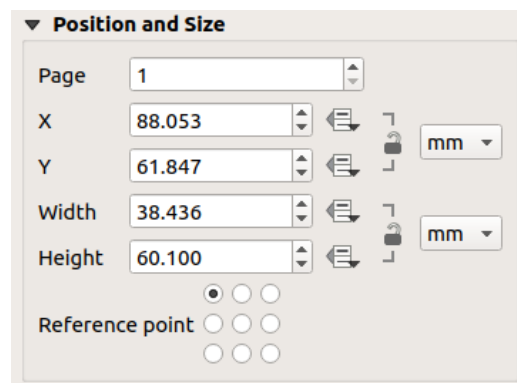 Position and Size
Page 1
X 88.053
mm
Y 61.847
Width 38.436
mm
Height 60.100
Reference point